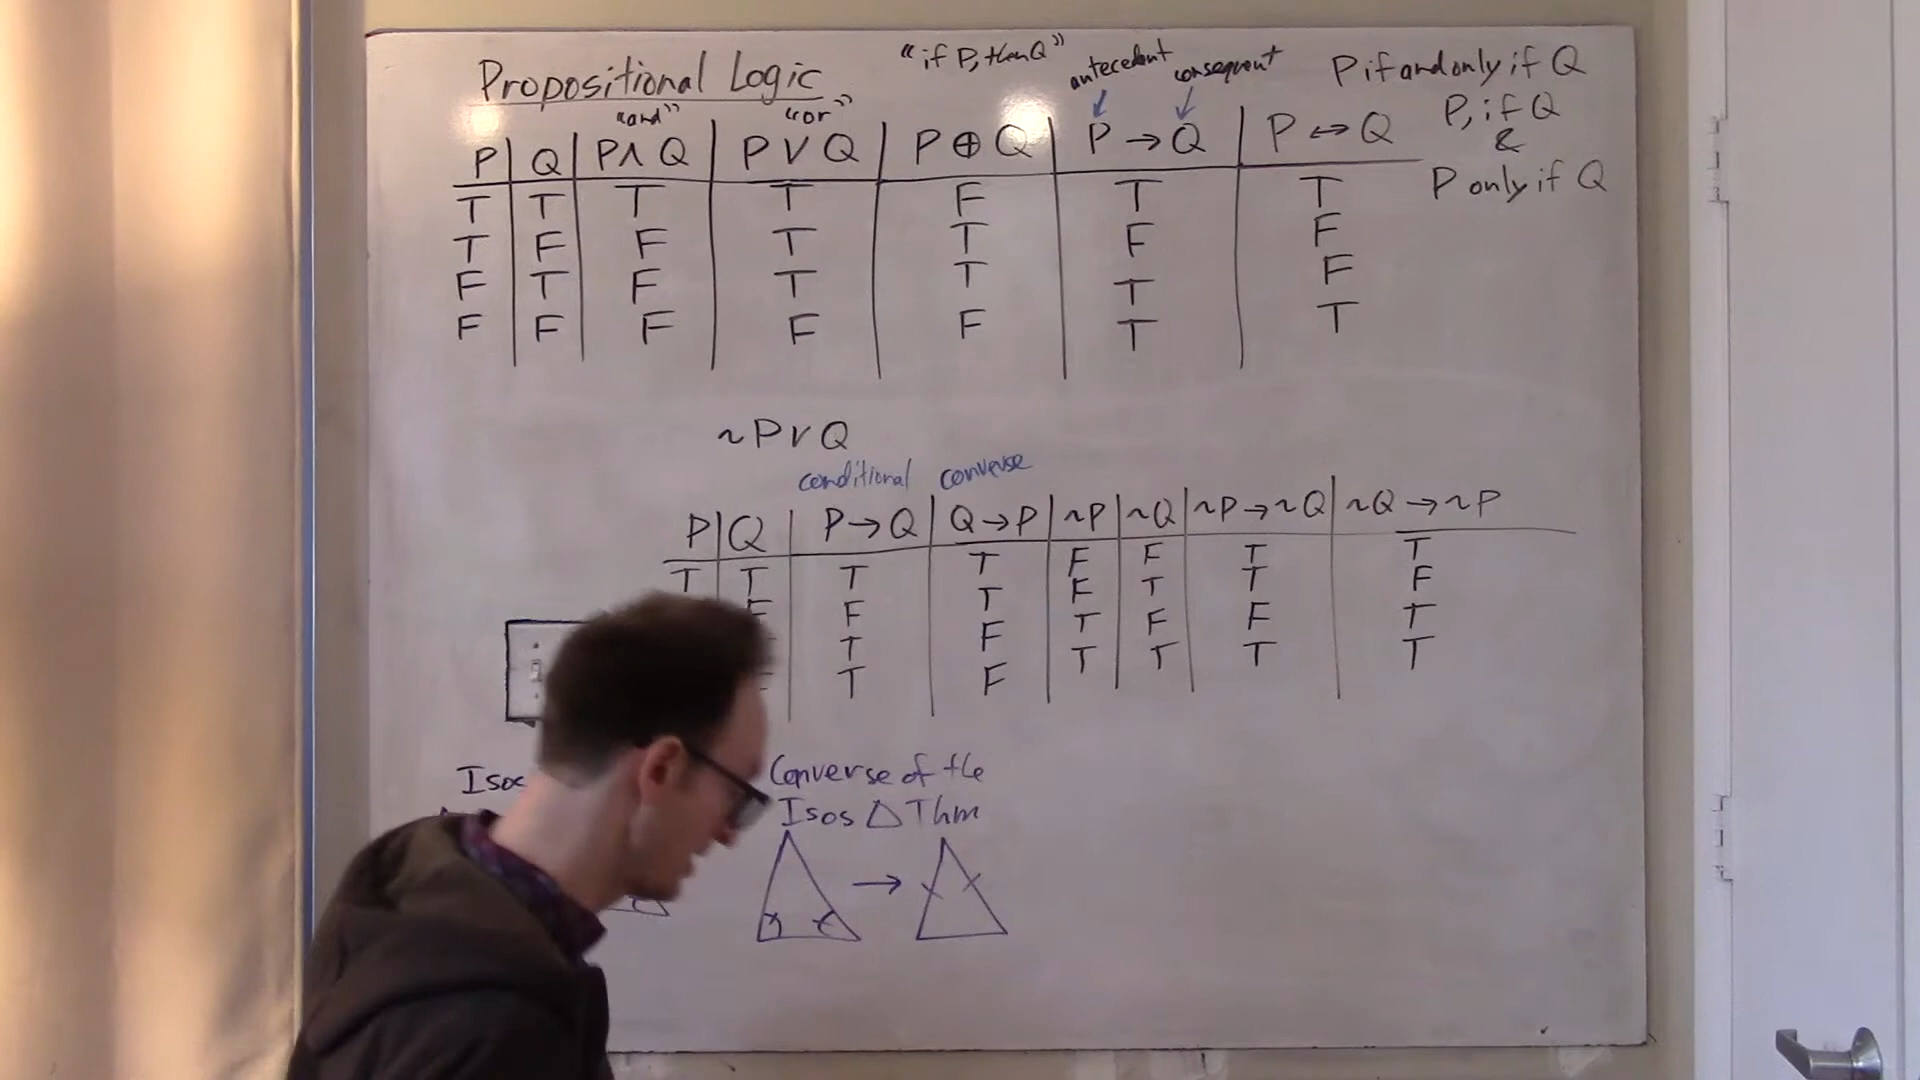 Propositional Logic
"if P, then Q"
antecedent
consequent
P if and only if Q
"and"
"or"
P, if Q
&
P only if Q
P Q P∧Q P∨Q P⊕Q P→Q P↔Q
T T T T F T T
T F F T T F F
F T F T T T F
F F F F F T T
~P∨Q
conditional converse
P Q P→Q Q→P ~P ~Q ~P→~Q ~Q→~P
T T T T F F T T
F F T F T T F
T F T F F T
T F T T T T
Converse of the
Isos △ Thm
→